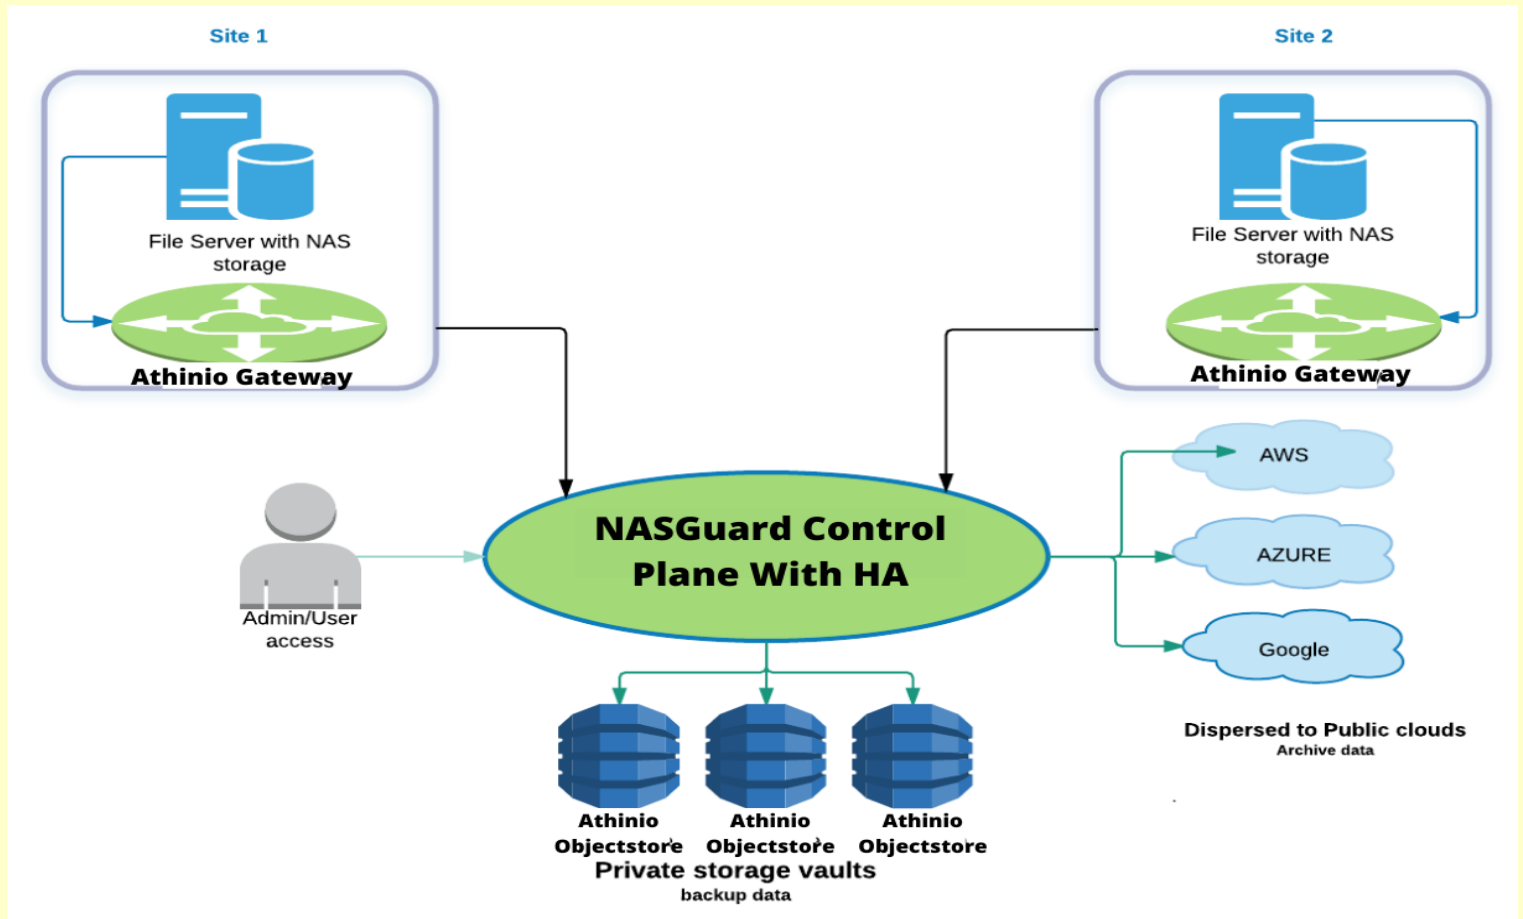 Site 1
Site 2
File Server with NAS
storage
File Server with NAS
storage
Athinio Gateway
Athinio Gateway
AWS
NASGuard Control
Plane With HA
AZURE
Admin/User
access
Google
Dispersed to Public clouds
Archive data
Athinio
Objectstore
Athinio
Objectstore
Athinio
Objectstore
Private storage vaults
backup data